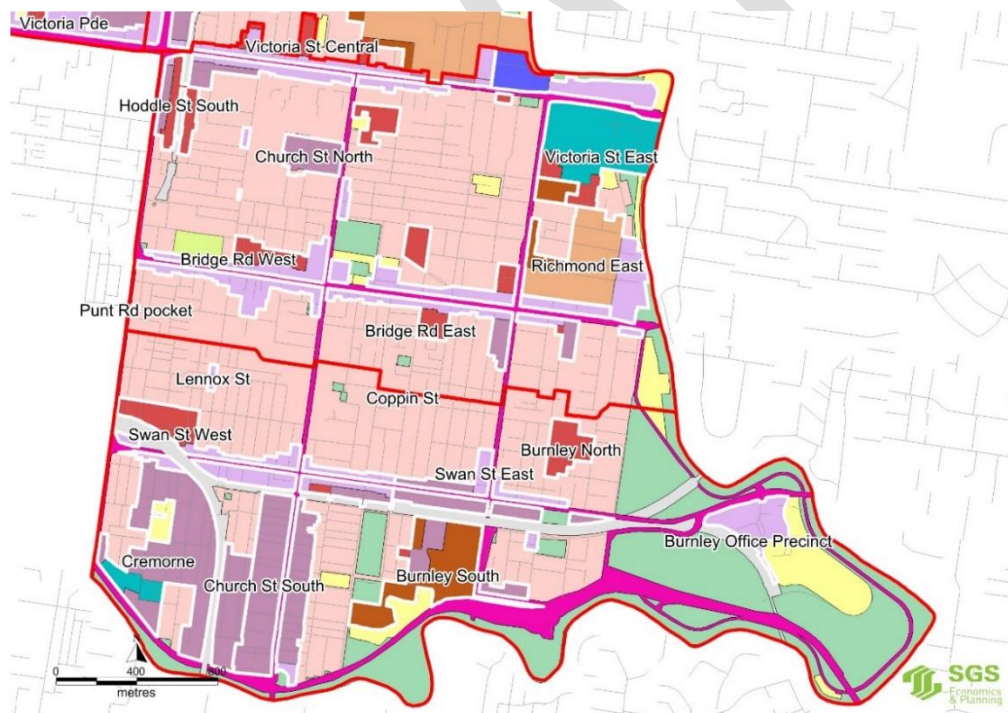 Victoria Pde
Victoria St Central
Hoddle St South
Church St North
Victoria St East
Bridge Rd West
Richmond East
Punt Rd pocket
Bridge Rd East
Lennox St
Coppin St
Swan St West
Burnley North
Swan St East
Burnley Office Precinct
Cremorne
Church St South
Burnley South
0 400 800
metres
SGS
Economics
& Planning